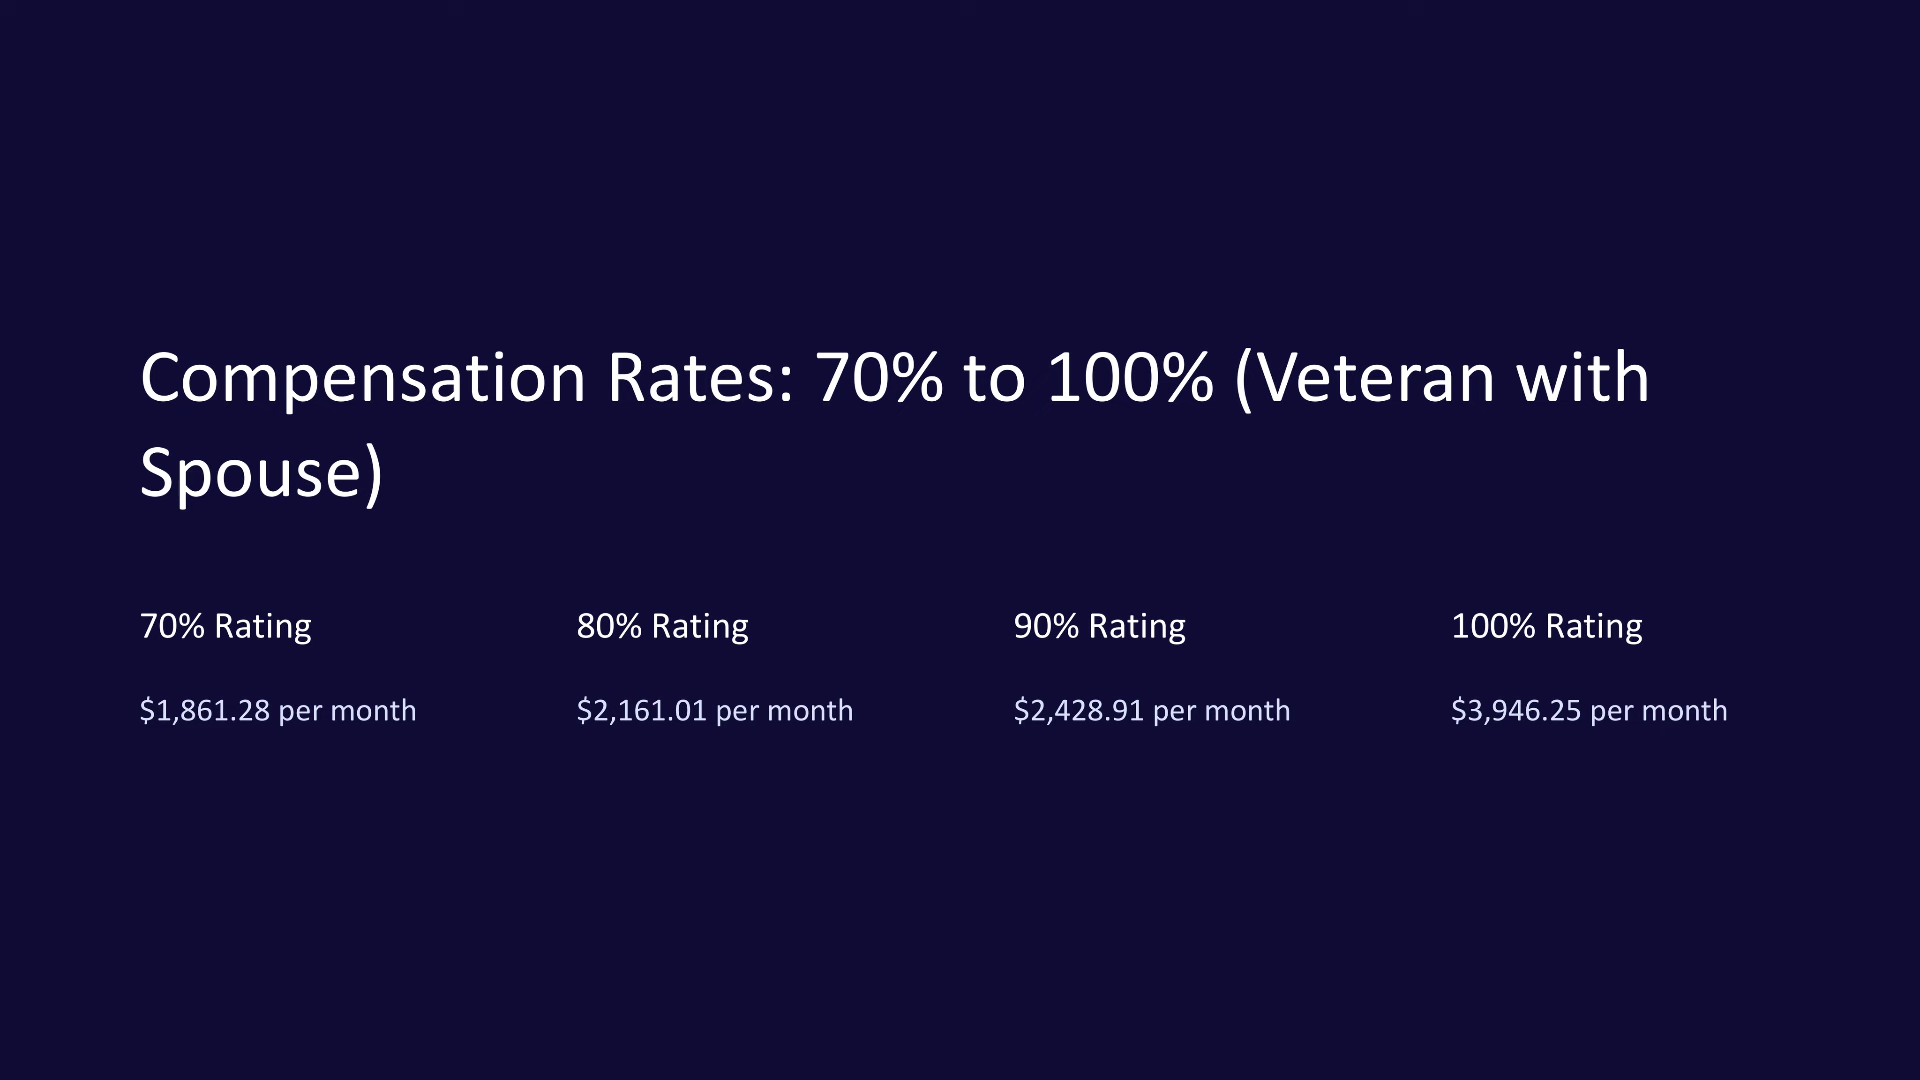 Compensation Rates: 70% to 100% (Veteran with
Spouse)
70% Rating
80% Rating
90% Rating
100% Rating
$1,861.28 per month
$2,161.01 per month
$2,428.91 per month
$3,946.25 per month